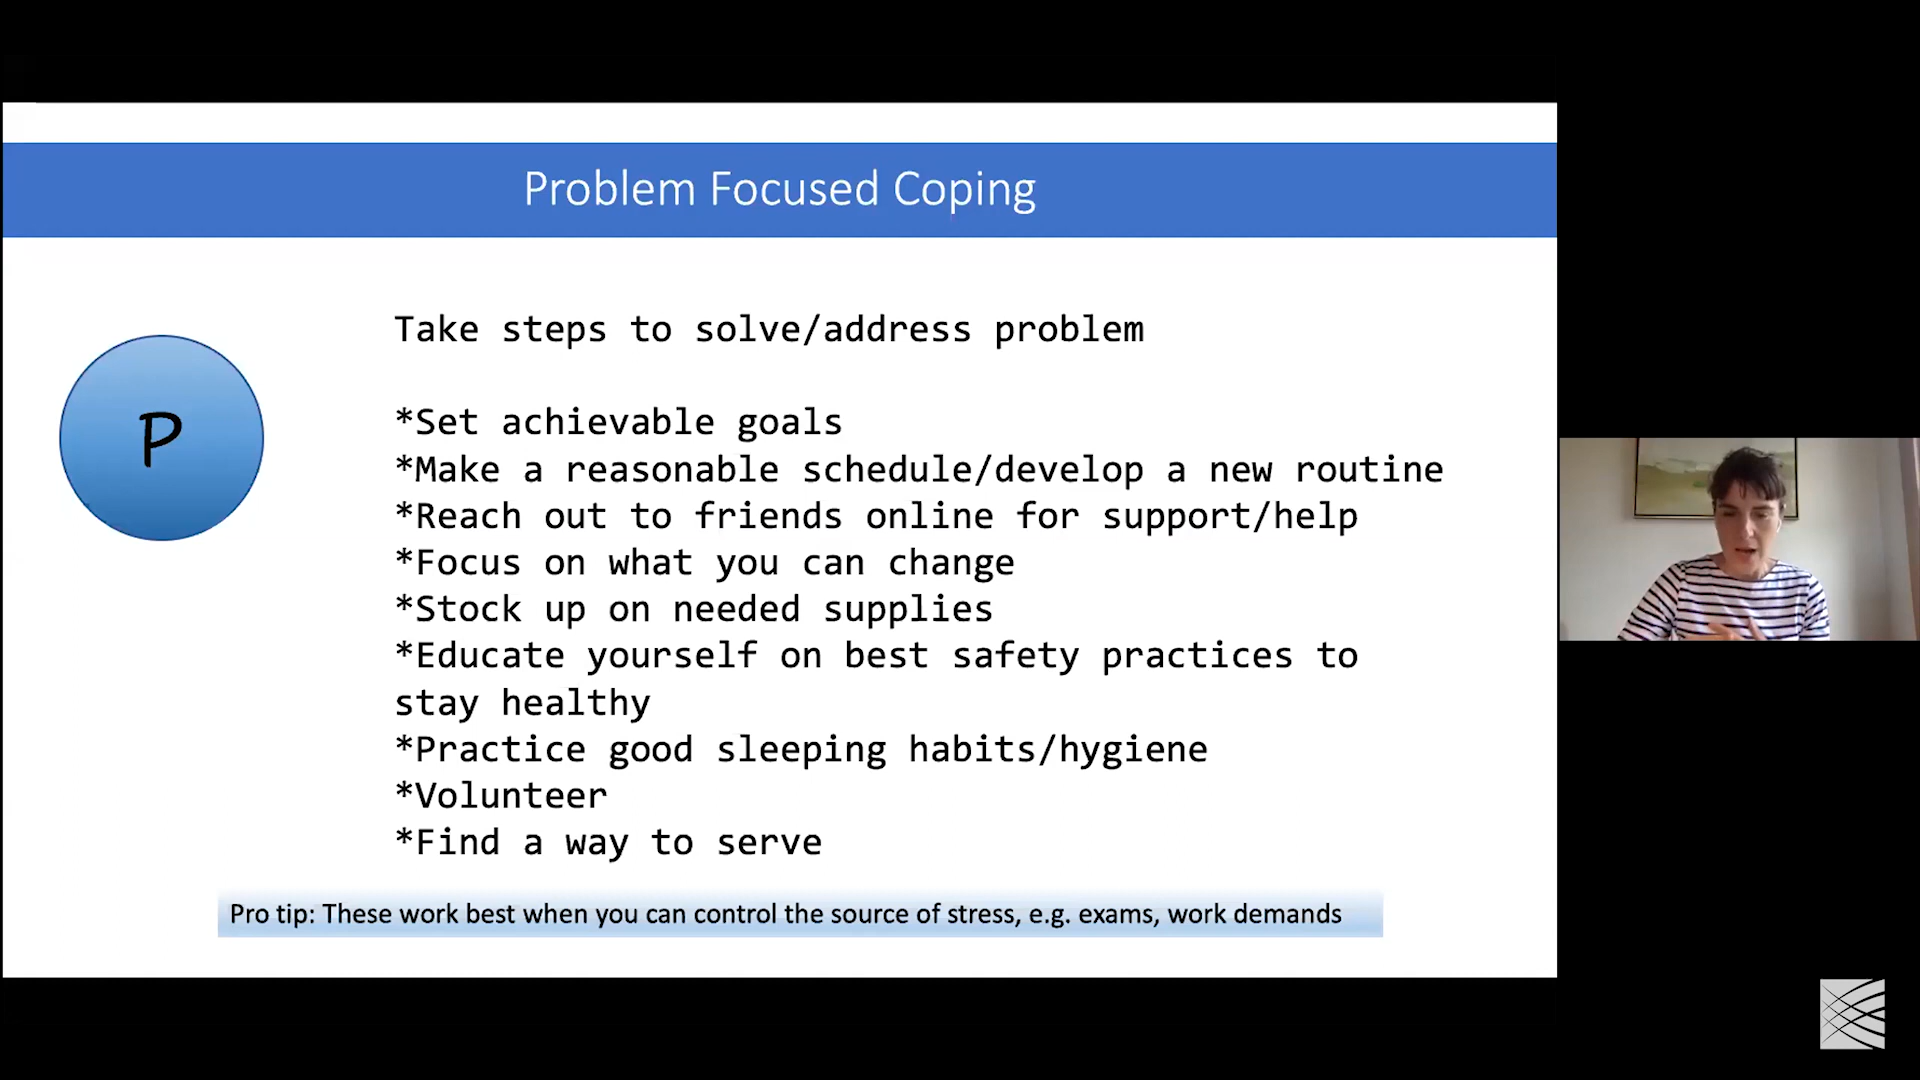 Problem Focused Coping
P
Take steps to solve/address problem
*Set achievable goals
*Make a reasonable schedule/develop a new routine
*Reach out to friends online for support/help
*Focus on what you can change
*Stock up on needed supplies
*Educate yourself on best safety practices to
stay healthy
*Practice good sleeping habits/hygiene
*Volunteer
*Find a way to serve
Pro tip: These work best when you can control the source of stress, e.g. exams, work demands